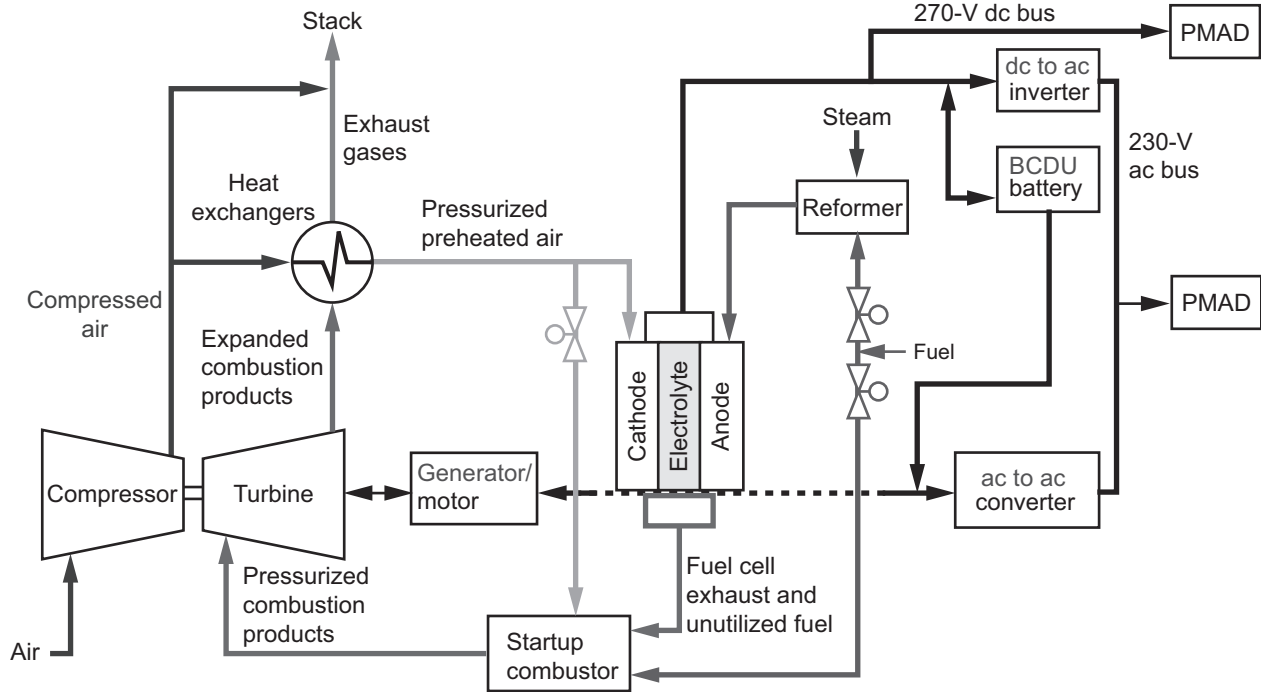 Stack
270-V dc bus
PMAD
dc to ac
inverter
Exhaust
gases
Steam
230-V
ac bus
BCDU
battery
Heat
exchangers
Pressurized
preheated air
Reformer
Compressed
air
PMAD
Expanded
combustion
products
Fuel
Cathode
Electrolyte
Anode
Compressor
Turbine
Generator/
motor
ac to ac
converter
Pressurized
combustion
products
Fuel cell
exhaust and
unutilized fuel
Air
Startup
combustor